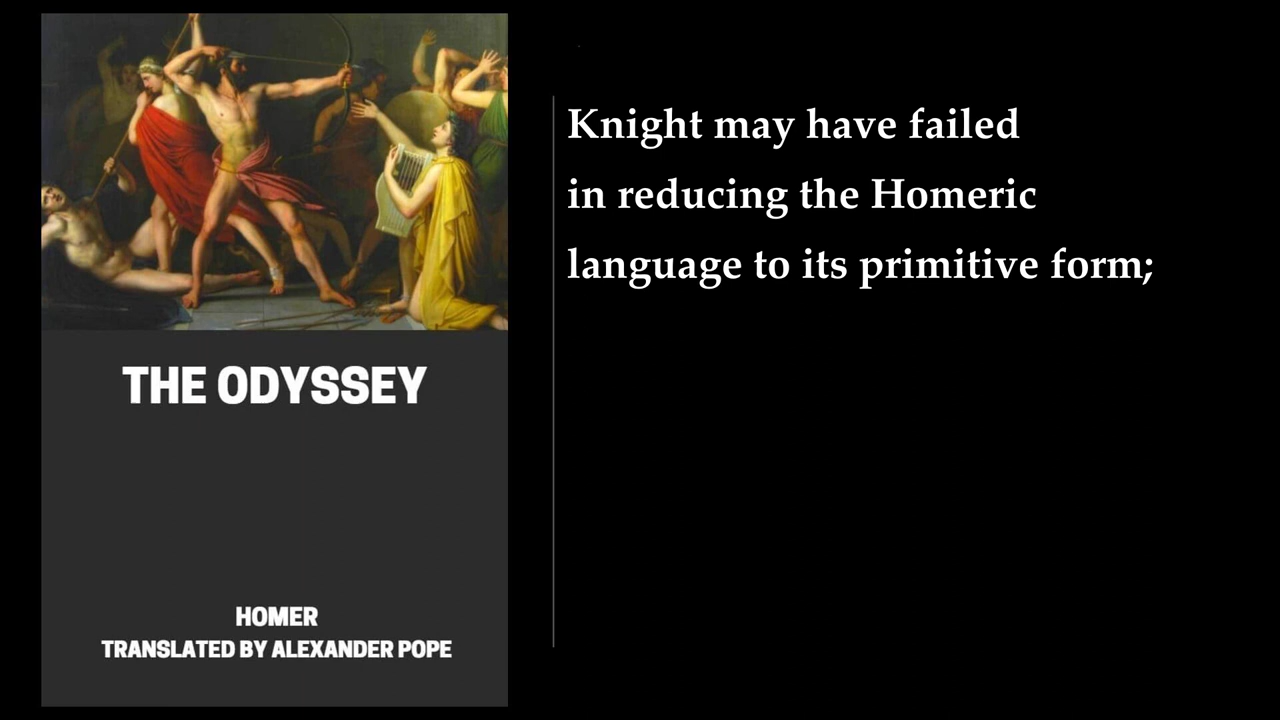 THE ODYSSEY
HOMER
TRANSLATED BY ALEXANDER POPE
Knight may have failed
in reducing the Homeric
language to its primitive form;